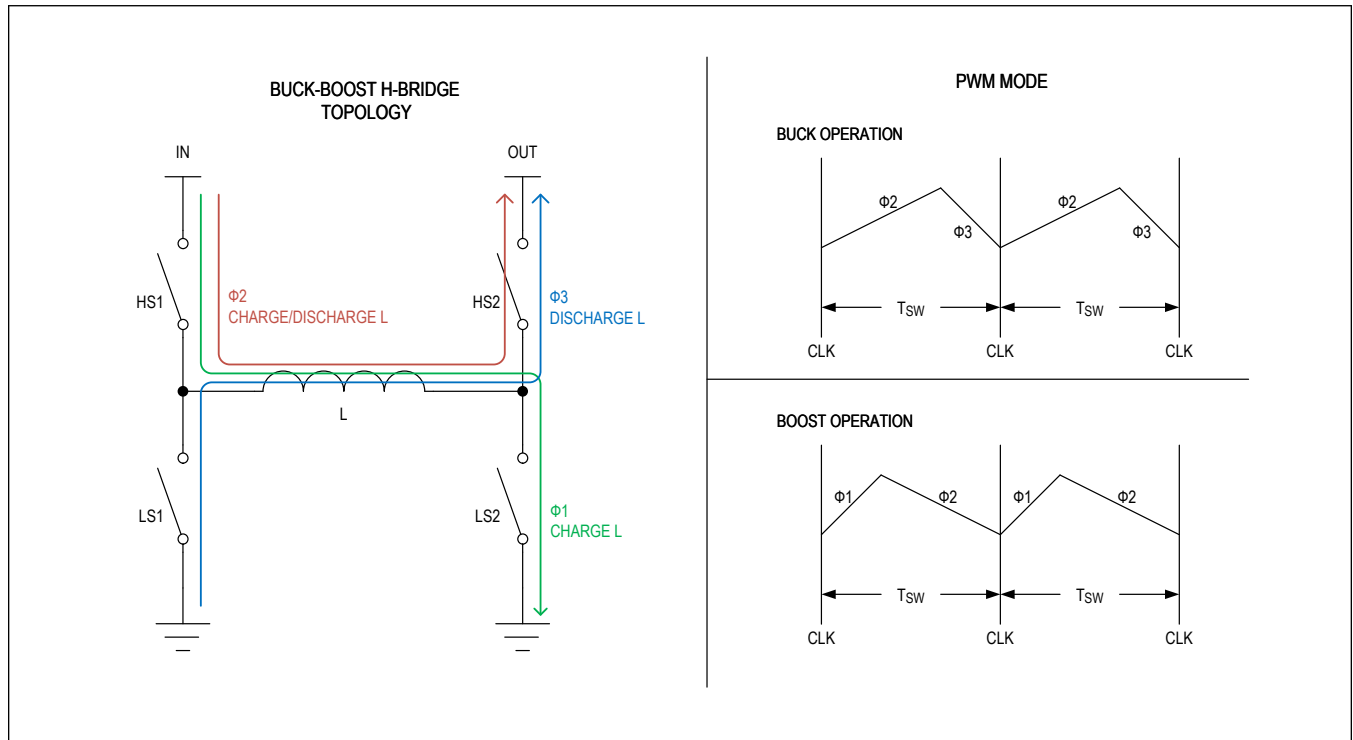 BUCK-BOOST H-BRIDGE
TOPOLOGY
IN
OUT
HS1
Φ2
CHARGE/DISCHARGE L
HS2
Φ3
DISCHARGE L
L
LS1
LS2
Φ1
CHARGE L
PWM MODE
BUCK OPERATION
Φ2
Φ3
Φ2
Φ3
TSW
TSW
CLK
CLK
CLK
BOOST OPERATION
Φ1
Φ2
Φ1
Φ2
TSW
TSW
CLK
CLK
CLK